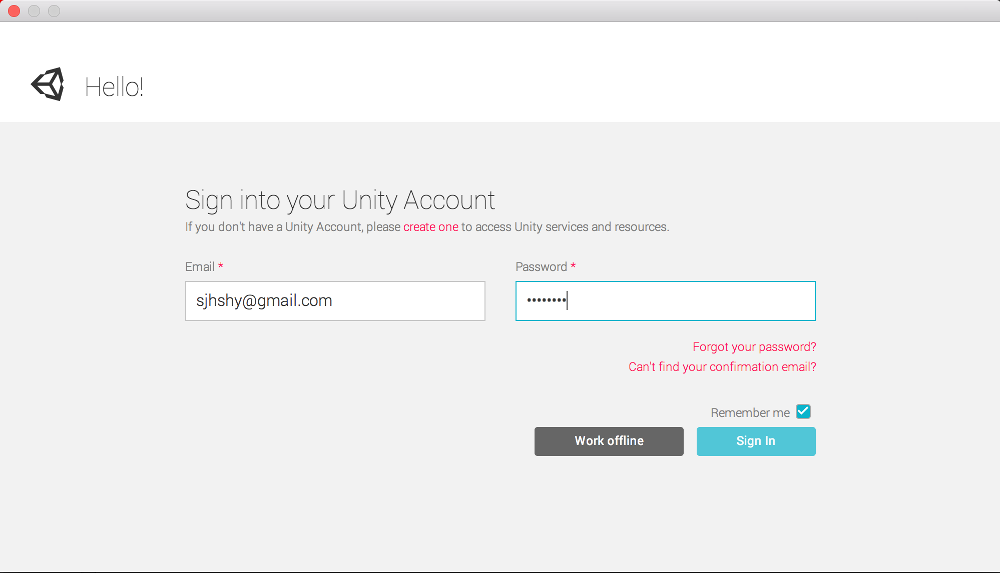 Hello!
Sign into your Unity Account
If you don't have a Unity Account, please create one to access Unity services and resources.
Email *
Password *
sjhshy@gmail.com
••••••••
Forgot your password?
Can't find your confirmation email?
Remember me
Work offline
Sign In